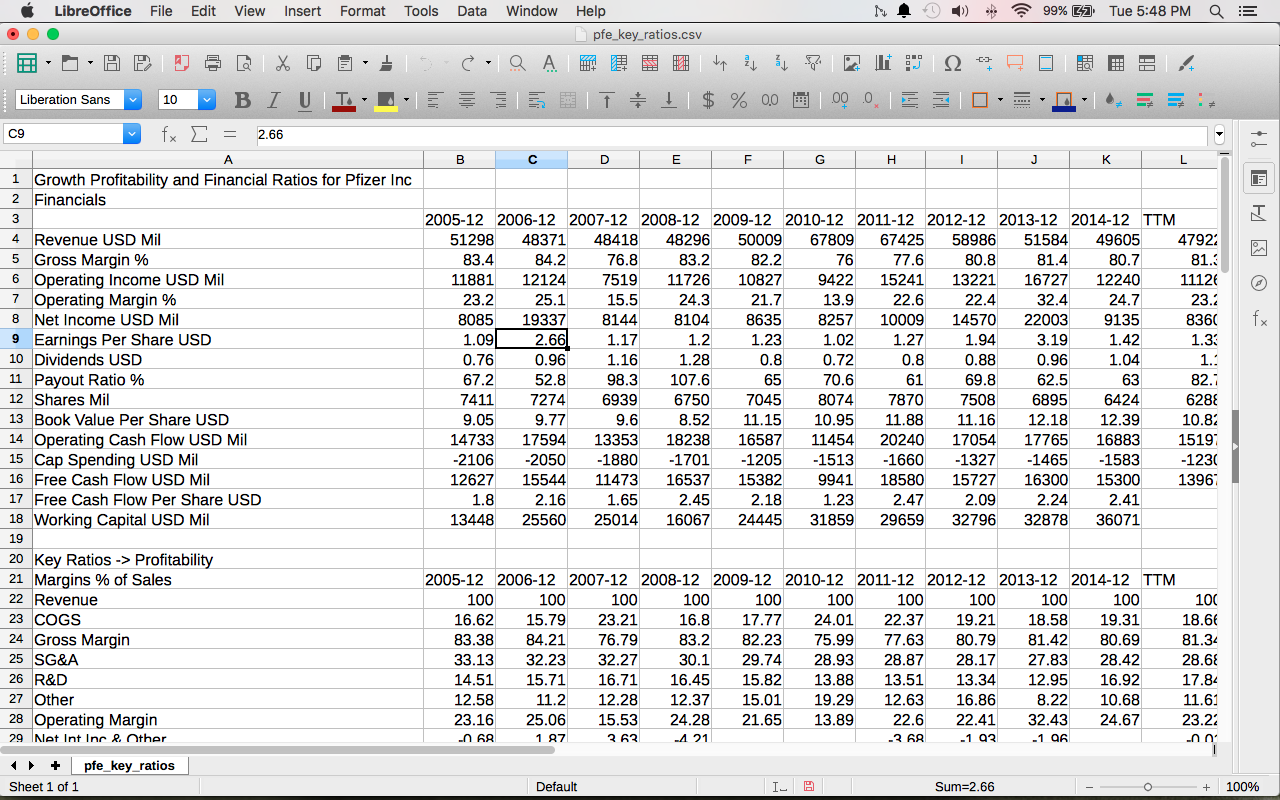 LibreOffice File Edit View Insert Format Tools Data Window Help 99% Tue 5:48 PM
pfe_key_ratios.csv
Liberation Sans 10
C9 2.66
A B C D E F G H I J K L
1 Growth Profitability and Financial Ratios for Pfizer Inc
2 Financials
3 2005-12 2006-12 2007-12 2008-12 2009-12 2010-12 2011-12 2012-12 2013-12 2014-12 TTM
4 Revenue USD Mil 51298 48371 48418 48296 50009 67809 67425 58986 51584 49605 4792
5 Gross Margin % 83.4 84.2 76.8 83.2 82.2 76 77.6 80.8 81.4 80.7 81.
6 Operating Income USD Mil 11881 12124 7519 11726 10827 9422 15241 13221 16727 12240 1112
7 Operating Margin % 23.2 25.1 15.5 24.3 21.7 13.9 22.6 22.4 32.4 24.7 23.
8 Net Income USD Mil 8085 19337 8144 8104 8635 8257 10009 14570 22003 9135 836
9 Earnings Per Share USD 1.09 2.66 1.17 1.2 1.23 1.02 1.27 1.94 3.19 1.42 1.3
10 Dividends USD 0.76 0.96 1.16 1.28 0.8 0.72 0.8 0.88 0.96 1.04 1.
11 Payout Ratio % 67.2 52.8 98.3 107.6 65 70.6 61 69.8 62.5 63 82.
12 Shares Mil 7411 7274 6939 6750 7045 8074 7870 7508 6895 6424 628
13 Book Value Per Share USD 9.05 9.77 9.6 8.52 11.15 10.95 11.88 11.16 12.18 12.39 10.8
14 Operating Cash Flow USD Mil 14733 17594 13353 18238 16587 11454 20240 17054 17765 16883 1519
15 Cap Spending USD Mil -2106 -2050 -1880 -1701 -1205 -1513 -1660 -1327 -1465 -1583 -123
16 Free Cash Flow USD Mil 12627 15544 11473 16537 15382 9941 18580 15727 16300 15300 1396
17 Free Cash Flow Per Share USD 1.8 2.16 1.65 2.45 2.18 1.23 2.47 2.09 2.24 2.41
18 Working Capital USD Mil 13448 25560 25014 16067 24445 31859 29659 32796 32878 36071
19
20 Key Ratios -> Profitability
21 Margins % of Sales 2005-12 2006-12 2007-12 2008-12 2009-12 2010-12 2011-12 2012-12 2013-12 2014-12 TTM
22 Revenue 100 100 100 100 100 100 100 100 100 100 100
23 COGS 16.62 15.79 23.21 16.8 17.77 24.01 22.37 19.21 18.58 19.31 18.6
24 Gross Margin 83.38 84.21 76.79 83.2 82.23 75.99 77.63 80.79 81.42 80.69 81.3
25 SG&A 33.13 32.23 32.27 30.1 29.74 28.93 28.87 28.17 27.83 28.42 28.6
26 R&D 14.51 15.71 16.71 16.45 15.82 13.88 13.51 13.34 12.95 16.92 17.8
27 Other 12.58 11.2 12.28 12.37 15.01 19.29 12.63 16.86 8.22 10.68 11.6
28 Operating Margin 23.16 25.06 15.53 24.28 21.65 13.89 22.6 22.41 32.43 24.67 23.2
29 Net Int Inc & Other -0.68 1.87 3.63 -4.21 -3.68 -1.93 -1.96 -0.0
pfe_key_ratios
Sheet 1 of 1 Default Sum=2.66 100%